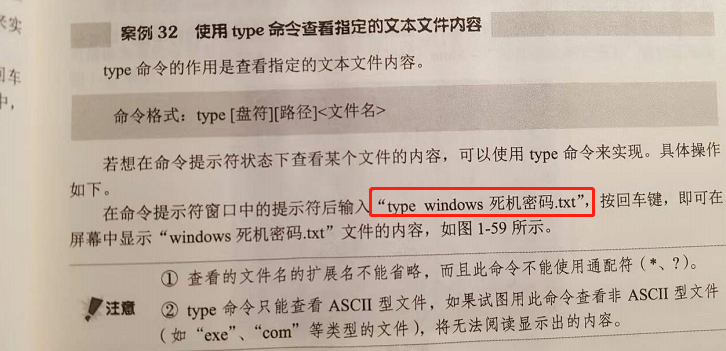 来实
回车
中,
案例 32 使用 type 命令查看指定的文本文件内容
type 命令的作用是查看指定的文本文件内容。
命令格式：type [盘符][路径]<文件名>
若想在命令提示符状态下查看某个文件的内容，可以使用 type 命令来实现。具体操作
如下。
在命令提示符窗口中的提示符后输入“type windows 死机密码.txt”，按回车键，即可在
屏幕中显示“windows 死机密码.txt”文件的内容，如图 1-59 所示。
注意
① 查看的文件名的扩展名不能省略，而且此命令不能使用通配符（*、?）。
② type 命令只能查看 ASCII 型文件，如果试图用此命令查看非 ASCII 型文件
（如“exe”、“com”等类型的文件），将无法阅读显示出的内容。